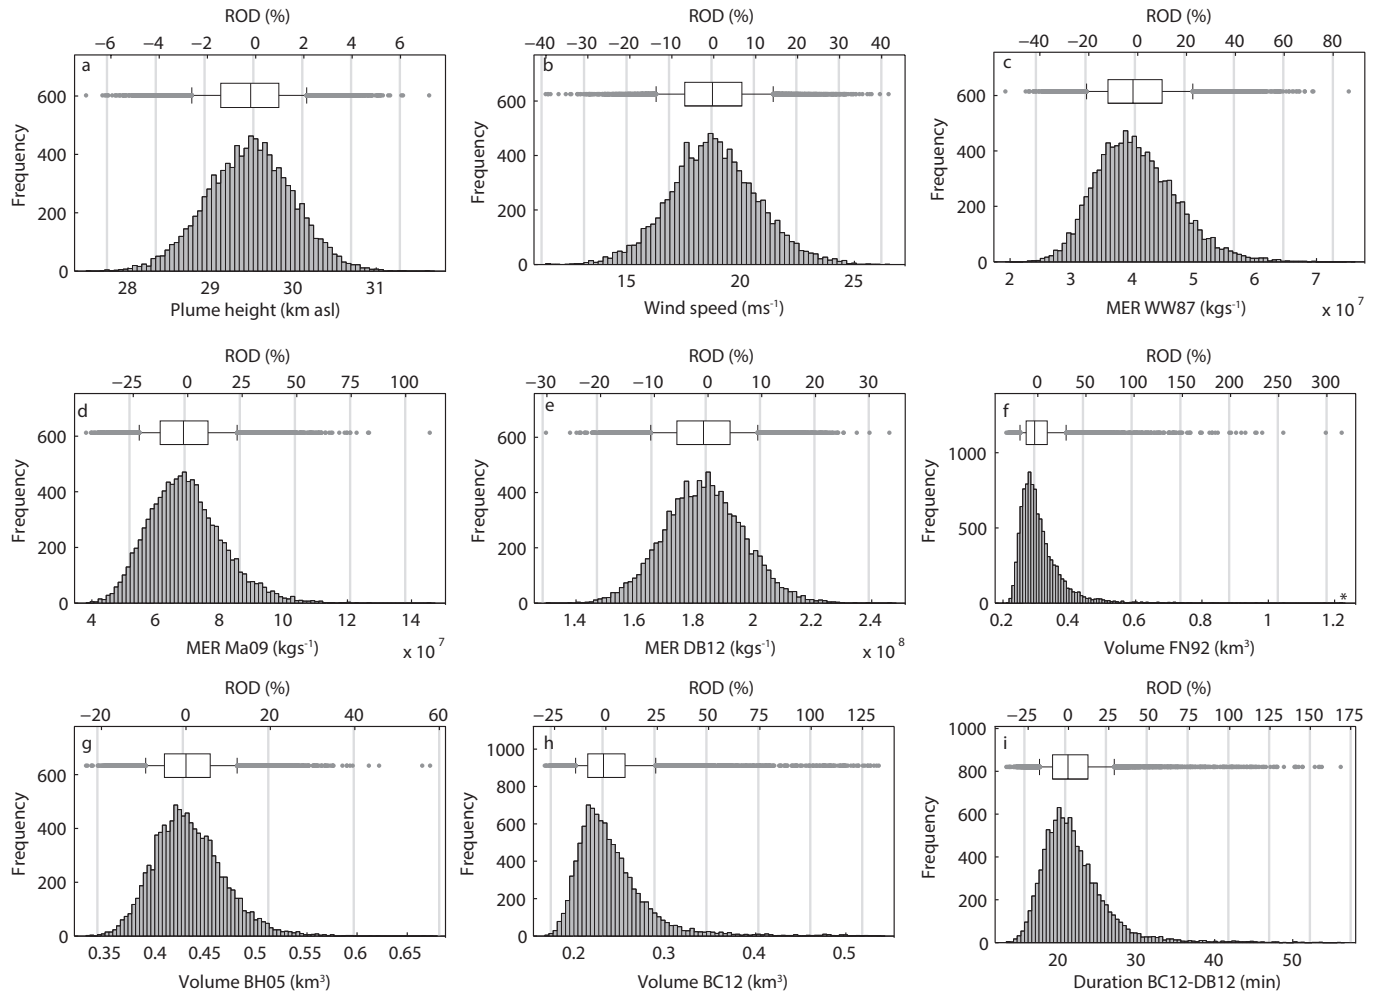 ROD (%)
−6 −4 −2 0 2 4 6
a
600
400
200
0
Frequency
28 29 30 31
Plume height (km asl)
ROD (%)
−40 −30 −20 −10 0 10 20 30 40
b
600
400
200
0
Frequency
15 20 25
Wind speed (ms-1)
ROD (%)
−40 −20 0 20 40 60 80
c
600
400
200
0
Frequency
2 3 4 5 6 7
MER WW87 (kgs-1) x 10 7
ROD (%)
−25 0 25 50 75 100
d
600
400
200
0
Frequency
4 6 8 10 12 14
MER Ma09 (kgs-1) x 10 7
ROD (%)
−30 −20 −10 0 10 20 30
e
600
400
200
0
Frequency
1.4 1.6 1.8 2 2.2 2.4
MER DB12 (kgs-1) x 10 8
ROD (%)
0 50 100 150 200 250 300
f
1000
500
0
Frequency
*
0.2 0.4 0.6 0.8 1 1.2
Volume FN92 (km3)
ROD (%)
−20 0 20 40 60
g
600
400
200
0
Frequency
0.35 0.4 0.45 0.5 0.55 0.6 0.65
Volume BH05 (km3)
ROD (%)
−25 0 25 50 75 100 125
h
1000
800
600
400
200
0
Frequency
0.2 0.3 0.4 0.5
Volume BC12 (km3)
ROD (%)
−25 0 25 50 75 100 125 150 175
i
1000
800
600
400
200
0
Frequency
20 30 40 50
Duration BC12-DB12 (min)